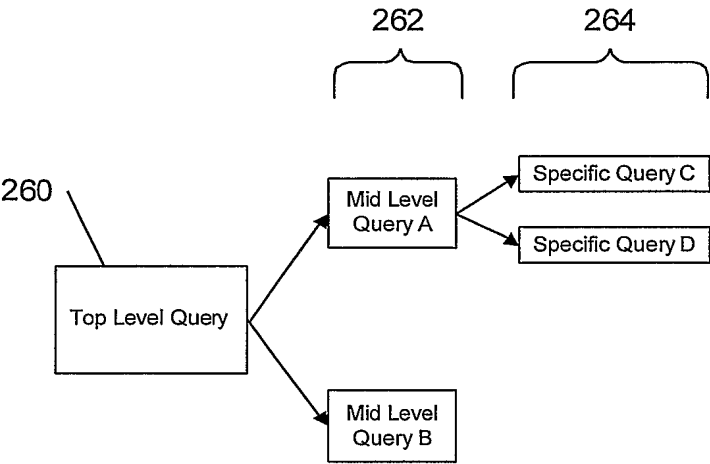 262
264
260
Top Level Query
Mid Level
Query A
Specific Query C
Specific Query D
Mid Level
Query B